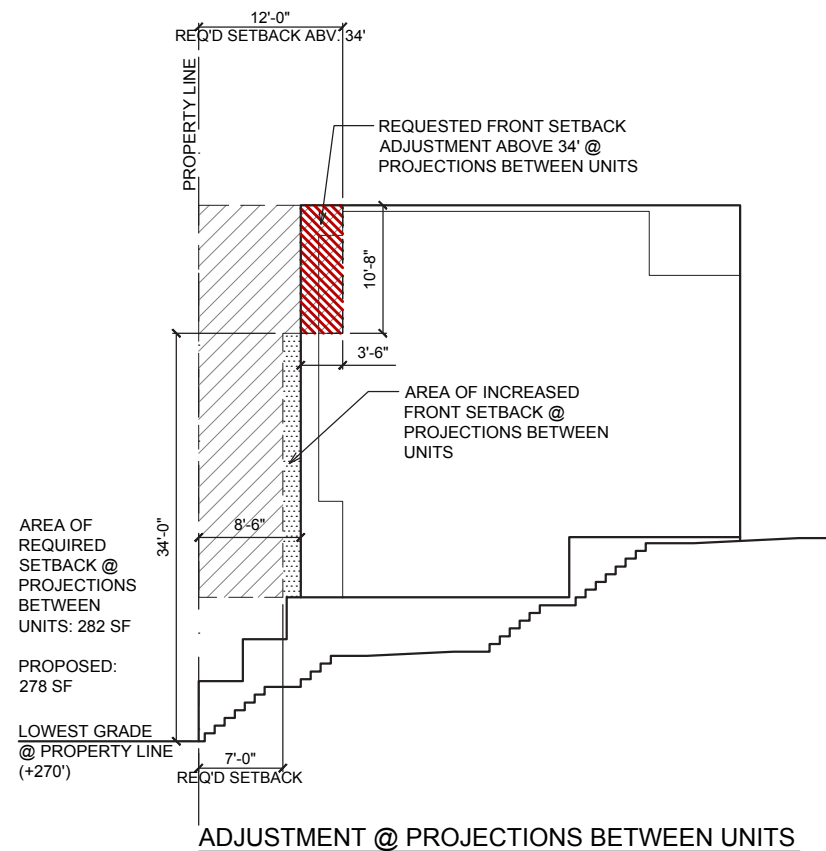 12'-0"
REQ'D SETBACK ABV. 34'
PROPERTY LINE
REQUESTED FRONT SETBACK
ADJUSTMENT ABOVE 34' @
PROJECTIONS BETWEEN UNITS
10'-8"
3'-6"
AREA OF INCREASED
FRONT SETBACK @
PROJECTIONS BETWEEN
UNITS
34'-0"
8'-6"
AREA OF
REQUIRED
SETBACK @
PROJECTIONS
BETWEEN
UNITS: 282 SF
PROPOSED:
278 SF
LOWEST GRADE
@ PROPERTY LINE
(+270')
7'-0"
REQ'D SETBACK
ADJUSTMENT @ PROJECTIONS BETWEEN UNITS